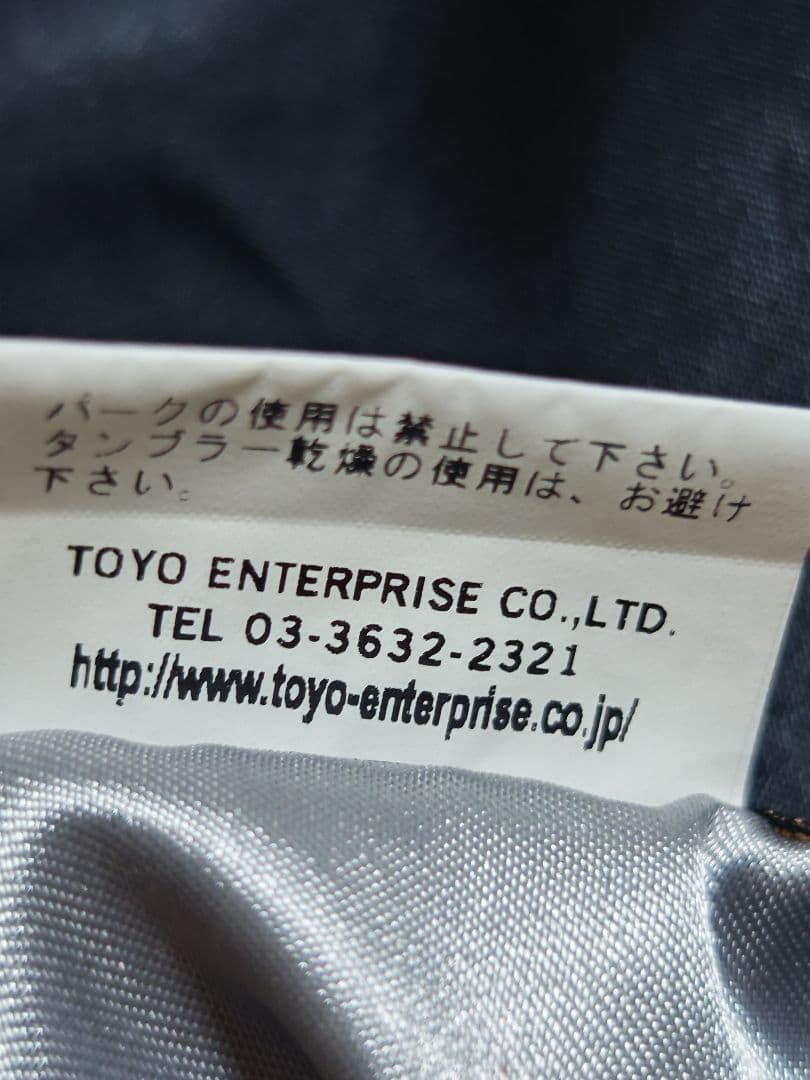 パークの使用は禁止して下さい。
タンブラー乾燥の使用は、お避け
下さい。
TOYO ENTERPRISE CO.,LTD.
TEL 03-3632-2321
http://www.toyo-enterprise.co.jp/